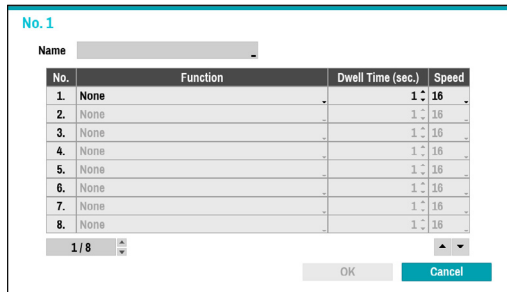 No. 1
Name
No. Function Dwell Time (sec.) Speed
1. None 1 16
2. None 1 16
3. None 1 16
4. None 1 16
5. None 1 16
6. None 1 16
7. None 1 16
8. None 1 16
1 / 8
OK Cancel